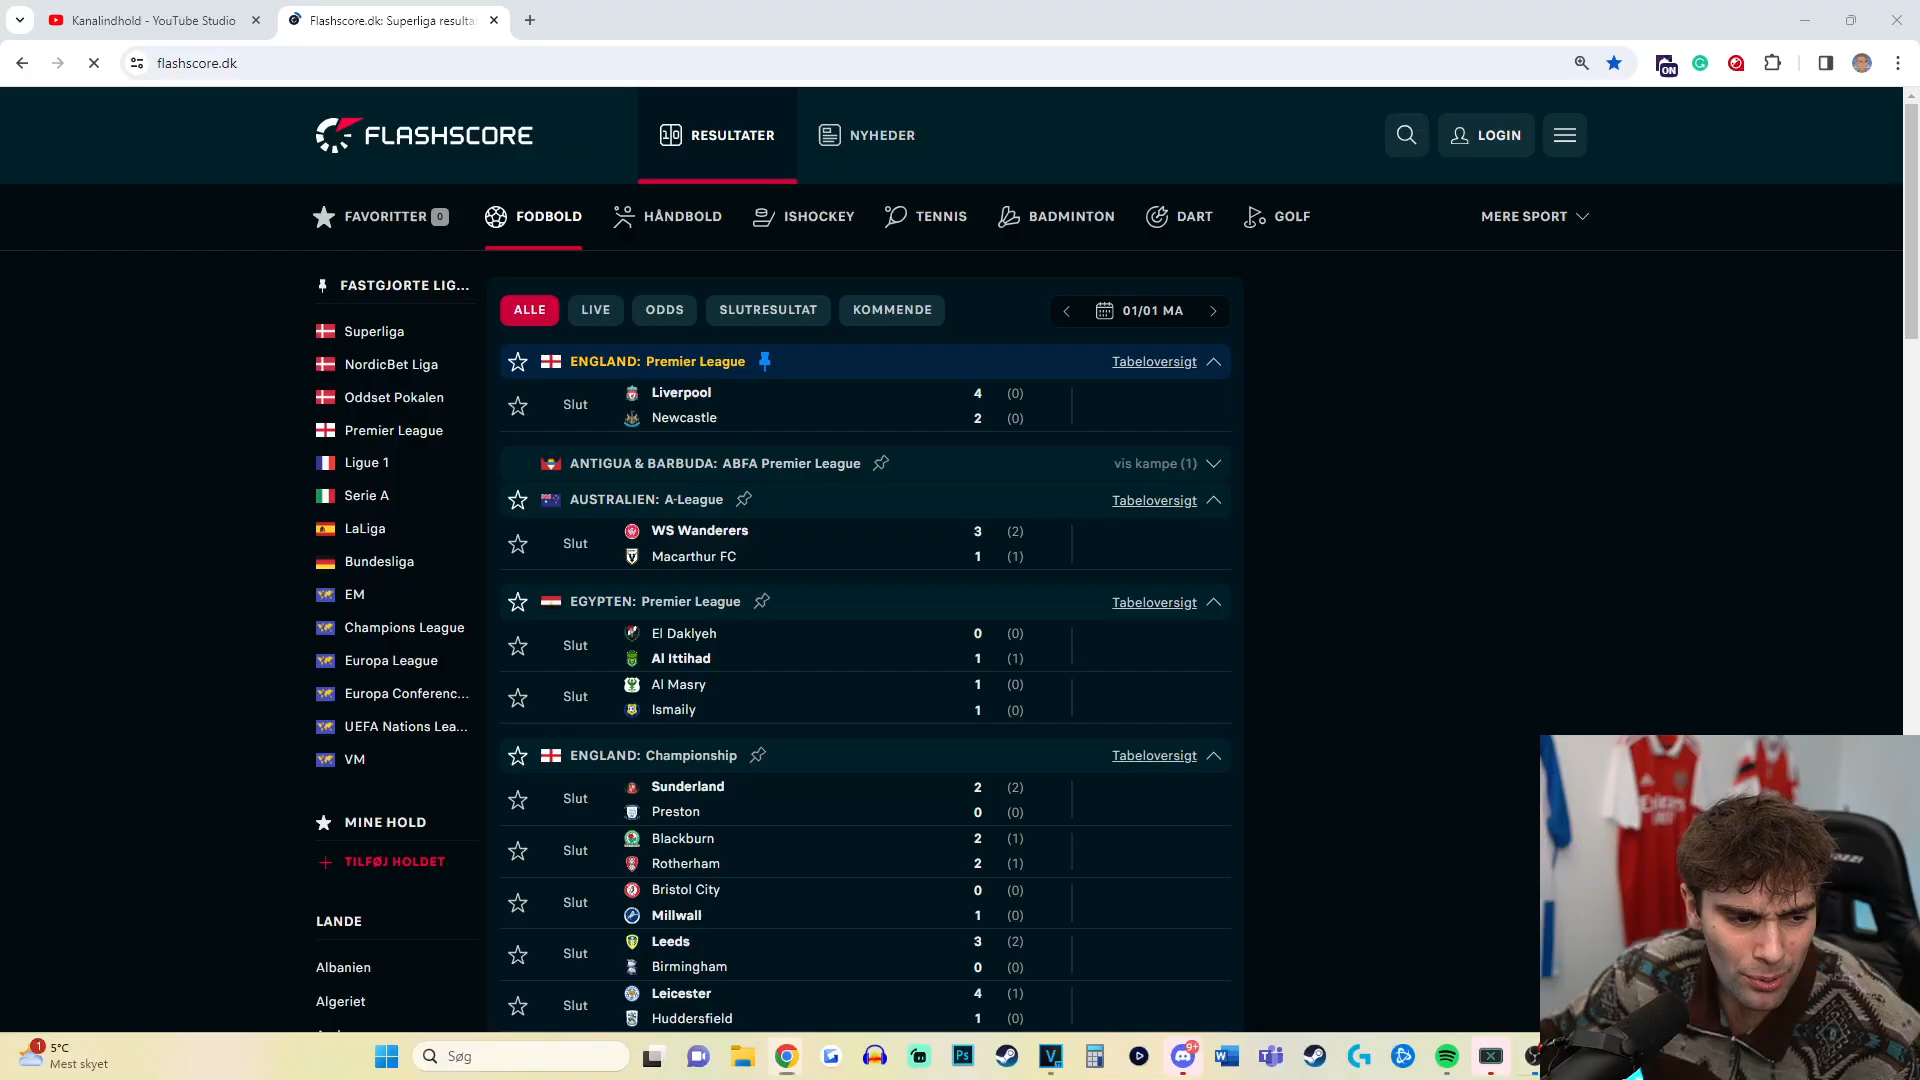 Kanalindhold - YouTube Studio
Flashscore.dk: Superliga resulta
flashscore.dk
ON
FLASHSCORE
RESULTATER
NYHEDER
LOGIN
FAVORITTER 0
FODBOLD
HÅNDBOLD
ISHOCKEY
TENNIS
BADMINTON
DART
GOLF
MERE SPORT
FASTGJORTE LIG...
Superliga
NordicBet Liga
Oddset Pokalen
Premier League
Ligue 1
Serie A
LaLiga
Bundesliga
EM
Champions League
Europa League
Europa Conferenc...
UEFA Nations Lea...
VM
MINE HOLD
+ TILFØJ HOLDET
LANDE
Albanien
Algeriet
ALLE
LIVE
ODDS
SLUTRESULTAT
KOMMENDE
01/01 MA
ENGLAND: Premier League
Tabeloversigt
Slut
Liverpool 4 (0)
Newcastle 2 (0)
ANTIGUA & BARBUDA: ABFA Premier League
vis kampe (1)
AUSTRALIEN: A-League
Tabeloversigt
Slut
WS Wanderers 3 (2)
Macarthur FC 1 (1)
EGYPTEN: Premier League
Tabeloversigt
Slut
El Daklyeh 0 (0)
Al Ittihad 1 (1)
Slut
Al Masry 1 (0)
Ismaily 1 (0)
ENGLAND: Championship
Tabeloversigt
Slut
Sunderland 2 (2)
Preston 0 (0)
Slut
Blackburn 2 (1)
Rotherham 2 (1)
Slut
Bristol City 0 (0)
Millwall 1 (0)
Slut
Leeds 3 (2)
Birmingham 0 (0)
Slut
Leicester 4 (1)
Huddersfield 1 (0)
1
5°C
Mest skyet
Søg
Ps
9+